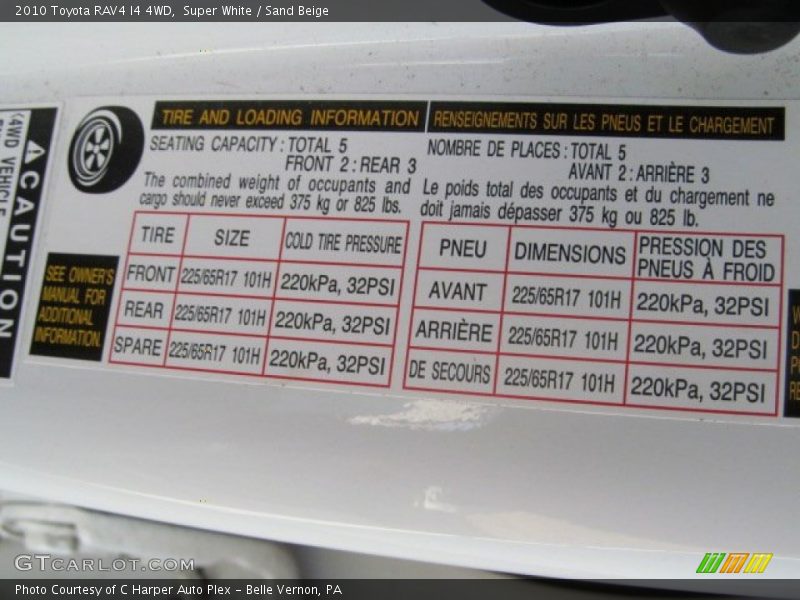 2010 Toyota RAV4 I4 4WD, Super White / Sand Beige
CAUTION
4WD VEHICLE
TIRE AND LOADING INFORMATION
SEATING CAPACITY : TOTAL 5
FRONT 2 : REAR 3
The combined weight of occupants and
cargo should never exceed 375 kg or 825 lbs.
TIRE SIZE COLD TIRE PRESSURE
FRONT 225/65R17 101H 220kPa, 32PSI
REAR 225/65R17 101H 220kPa, 32PSI
SPARE 225/65R17 101H 220kPa, 32PSI
SEE OWNER'S
MANUAL FOR
ADDITIONAL
INFORMATION.
RENSEIGNEMENTS SUR LES PNEUS ET LE CHARGEMENT
NOMBRE DE PLACES : TOTAL 5
AVANT 2 : ARRIÈRE 3
Le poids total des occupants et du chargement ne
doit jamais dépasser 375 kg ou 825 lb.
PNEU DIMENSIONS PRESSION DES
PNEUS À FROID
AVANT 225/65R17 101H 220kPa, 32PSI
ARRIÈRE 225/65R17 101H 220kPa, 32PSI
DE SECOURS 225/65R17 101H 220kPa, 32PSI
GTCARLOT.COM
Photo Courtesy of C Harper Auto Plex – Belle Vernon, PA